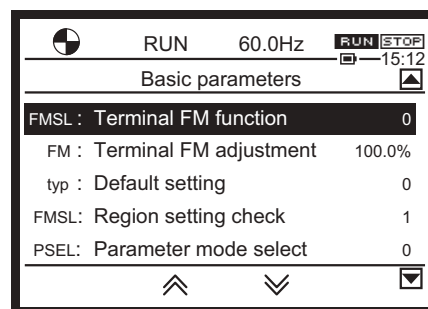 RUN 60.0Hz RUN STOP
15:12
Basic parameters
FMSL : Terminal FM function 0
FM : Terminal FM adjustment 100.0%
typ : Default setting 0
FMSL: Region setting check 1
PSEL: Parameter mode select 0